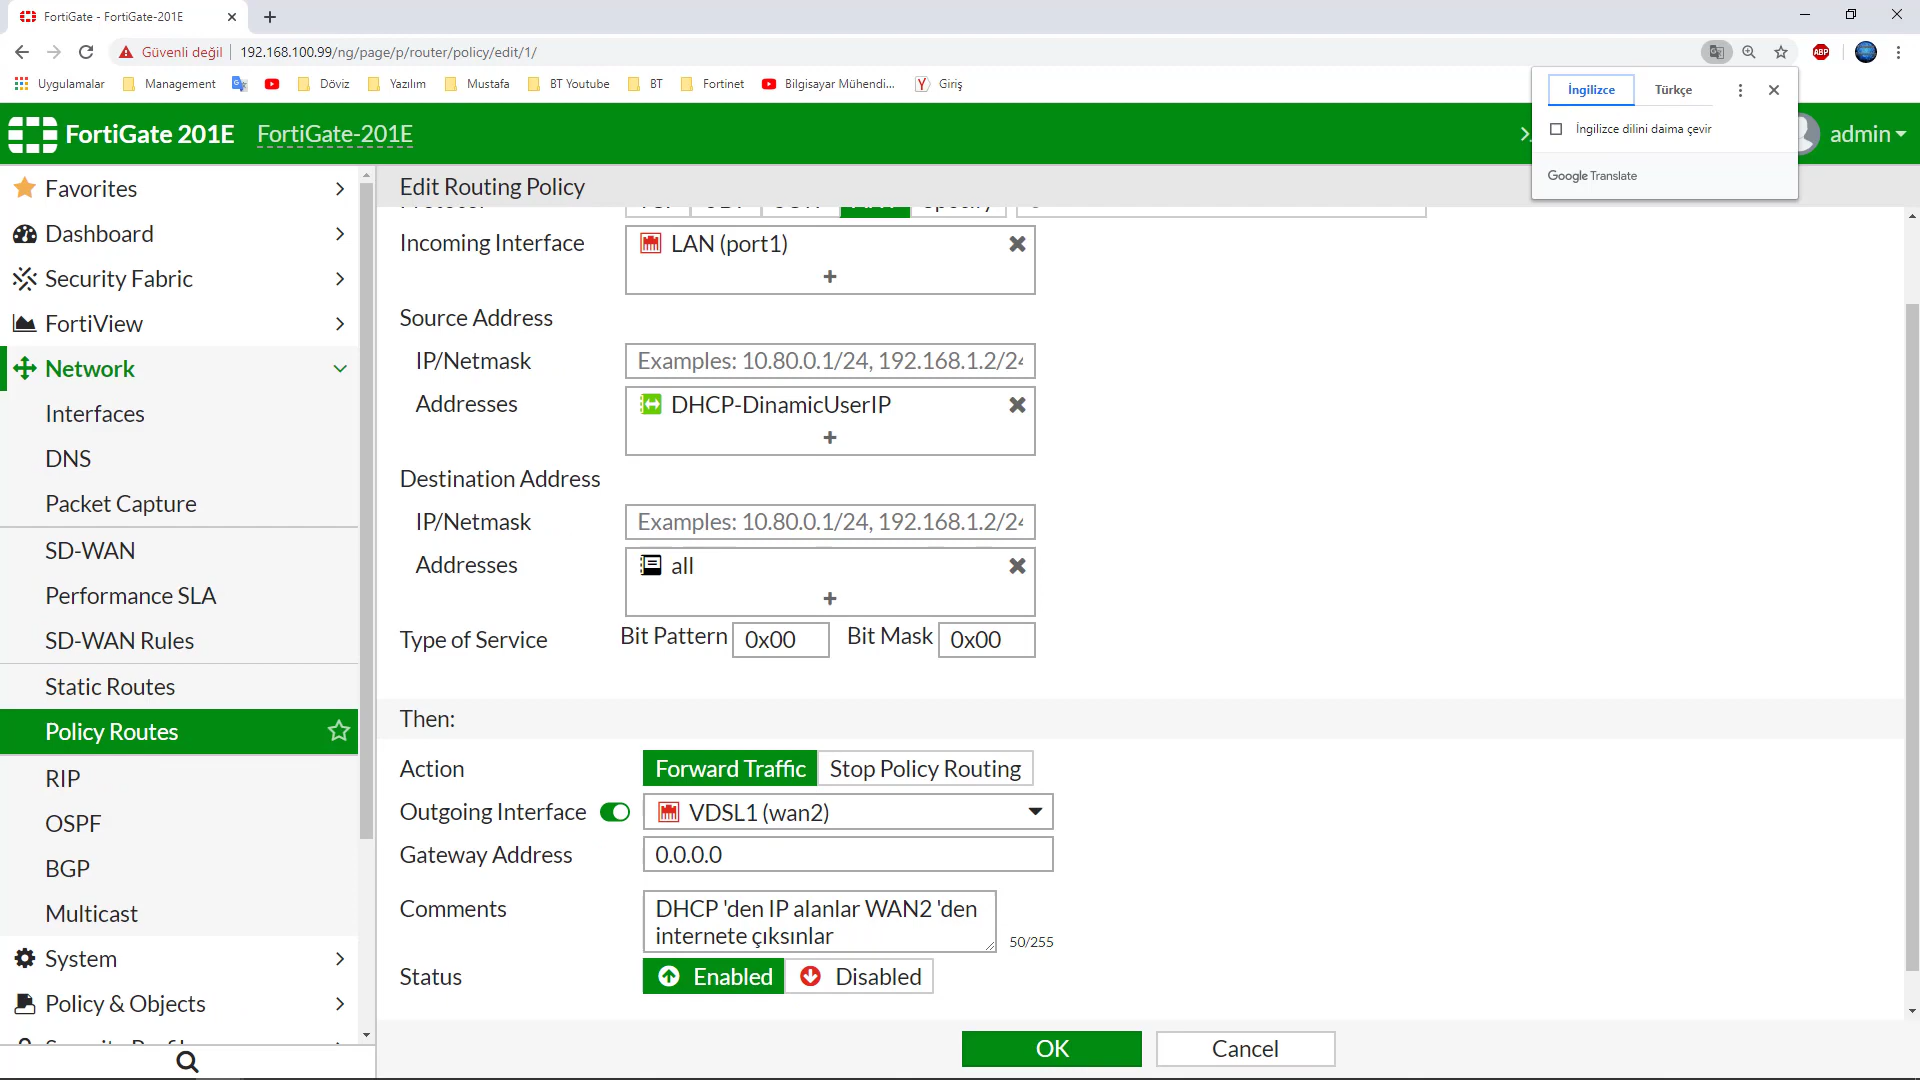 FortiGate - FortiGate-201E
Güvenli değil
192.168.100.99/ng/page/p/router/policy/edit/1/
ABP
Uygulamalar
Management
Döviz
Yazılım
Mustafa
BT Youtube
BT
Fortinet
Bilgisayar Mühendi...
Giriş
İngilizce
Türkçe
İngilizce dilini daima çevir
Google Translate
FortiGate 201E
FortiGate-201E
admin
Favorites
Dashboard
Security Fabric
FortiView
Network
Interfaces
DNS
Packet Capture
SD-WAN
Performance SLA
SD-WAN Rules
Static Routes
Policy Routes
RIP
OSPF
BGP
Multicast
System
Policy & Objects
Edit Routing Policy
Incoming Interface
LAN (port1)
Source Address
IP/Netmask
Examples: 10.80.0.1/24, 192.168.1.2/24
Addresses
DHCP-DinamicUserIP
Destination Address
IP/Netmask
Examples: 10.80.0.1/24, 192.168.1.2/24
Addresses
all
Type of Service
Bit Pattern 0x00
Bit Mask 0x00
Then:
Action
Forward Traffic
Stop Policy Routing
Outgoing Interface
VDSL1 (wan2)
Gateway Address
0.0.0.0
Comments
DHCP 'den IP alanlar WAN2 'den
internete çıksınlar
50/255
Status
Enabled
Disabled
OK
Cancel